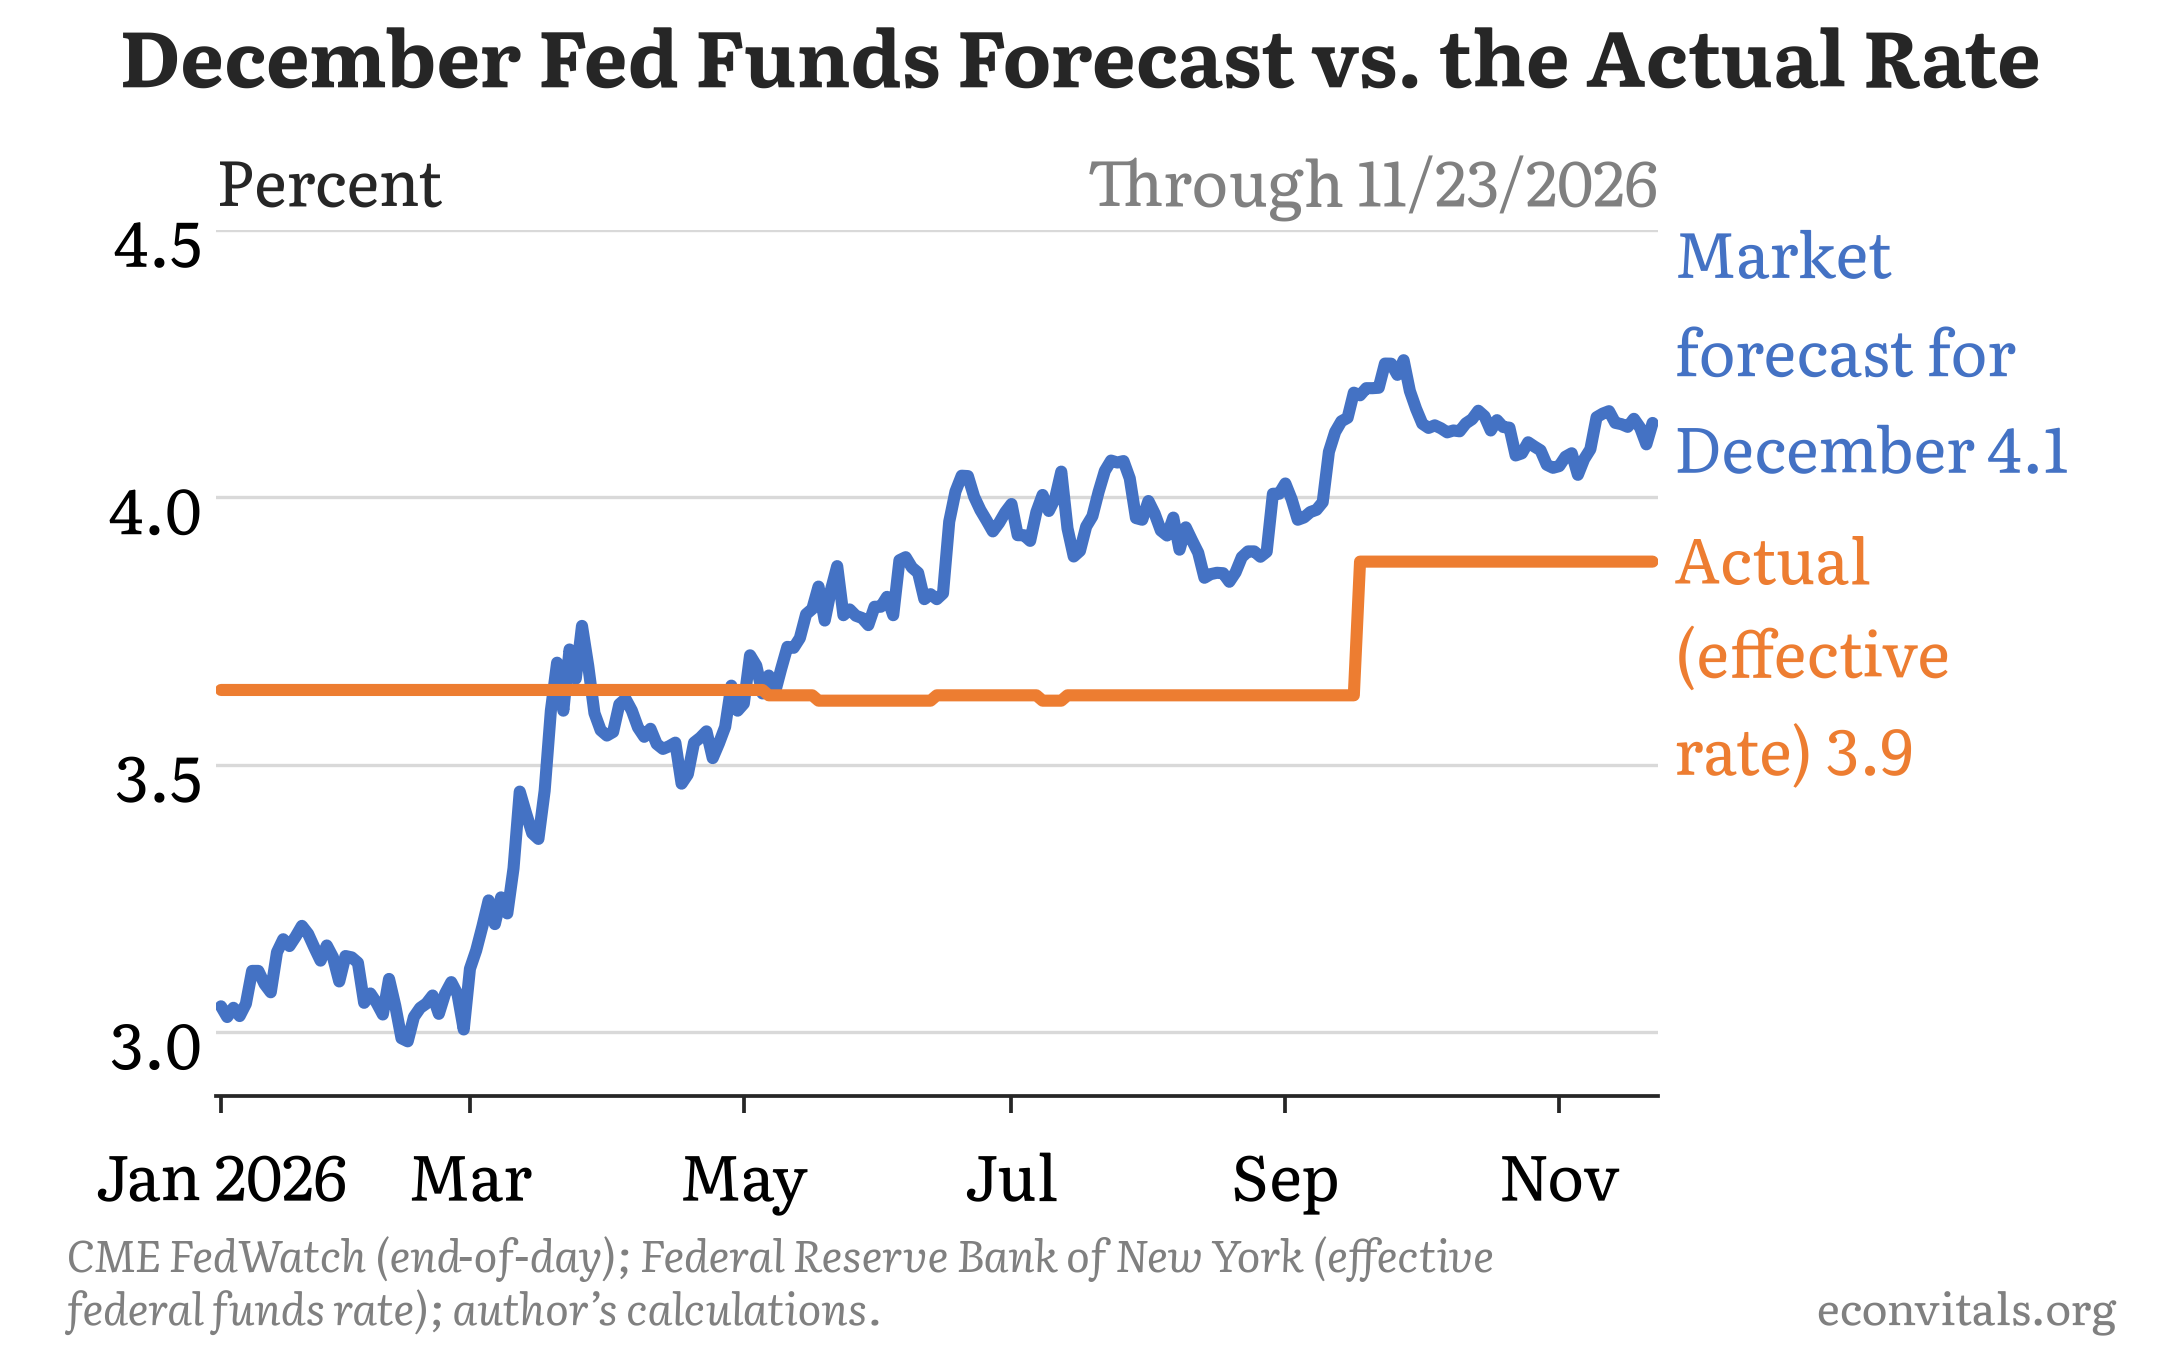 December Fed Funds Forecast vs. the Actual Rate
Percent
Through 11/23/2026
4.5
4.0
3.5
3.0
Market
forecast for
December 4.1
Actual
(effective
rate) 3.9
Jan 2026
Mar
May
Jul
Sep
Nov
CME FedWatch (end-of-day); Federal Reserve Bank of New York (effective
federal funds rate); author’s calculations.
econvitals.org